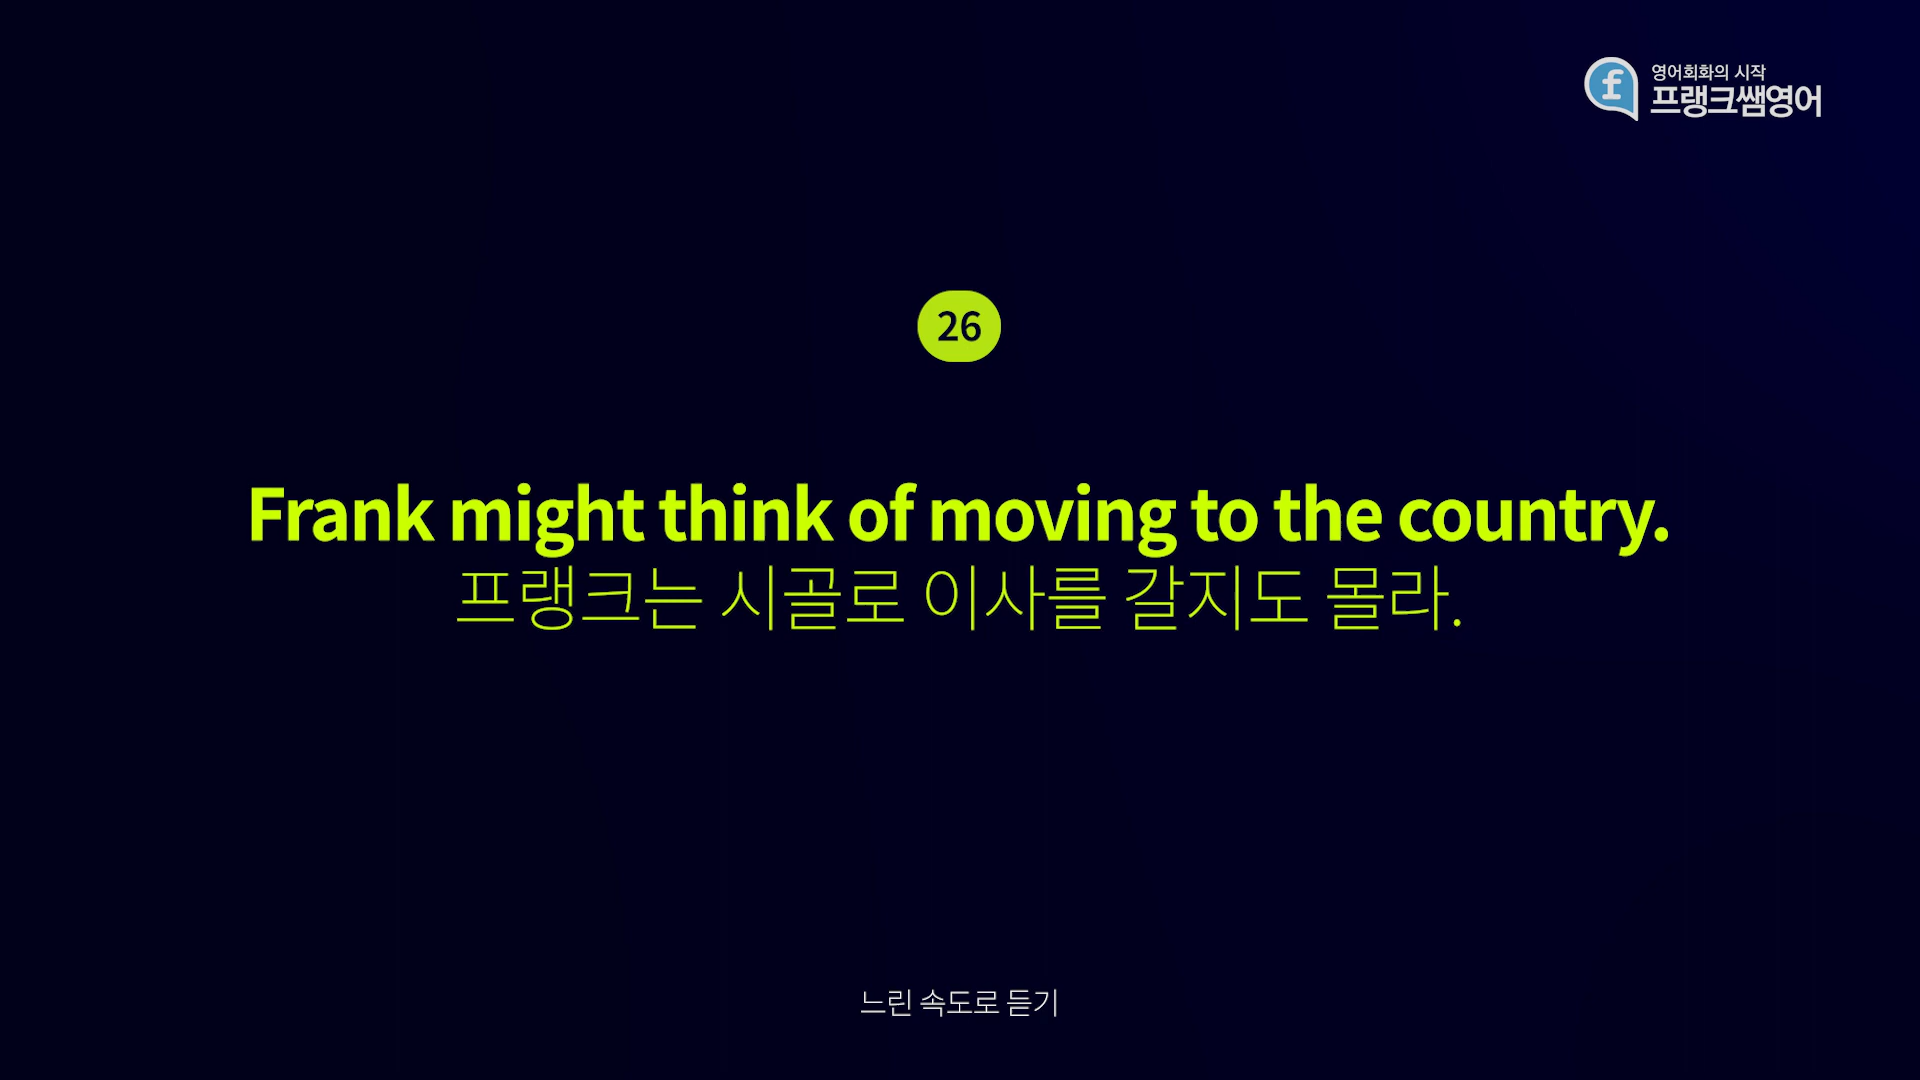 영어회화의 시작
프랭크쌤영어
26
Frank might think of moving to the country.
프랭크는 시골로 이사를 갈지도 몰라.
느린 속도로 듣기